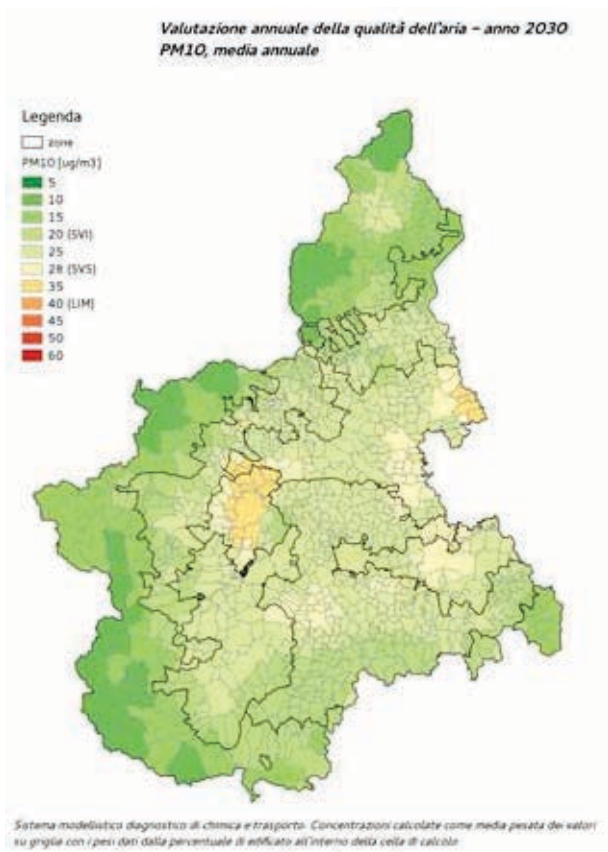 Valutazione annuale della qualità dell'aria - anno 2030
PM10, media annuale
Legenda
zone
PM10 [ug/m3]
5
10
15
20 (SVI)
25
28 (SVS)
35
40 (LIM)
45
50
60
Sistema modellistico diagnostico di chimica e trasporto. Concentrazioni calcolate come media pesata dei valori
su griglia con i pesi dati dalla percentuale di edificato all'interno della cella di calcolo